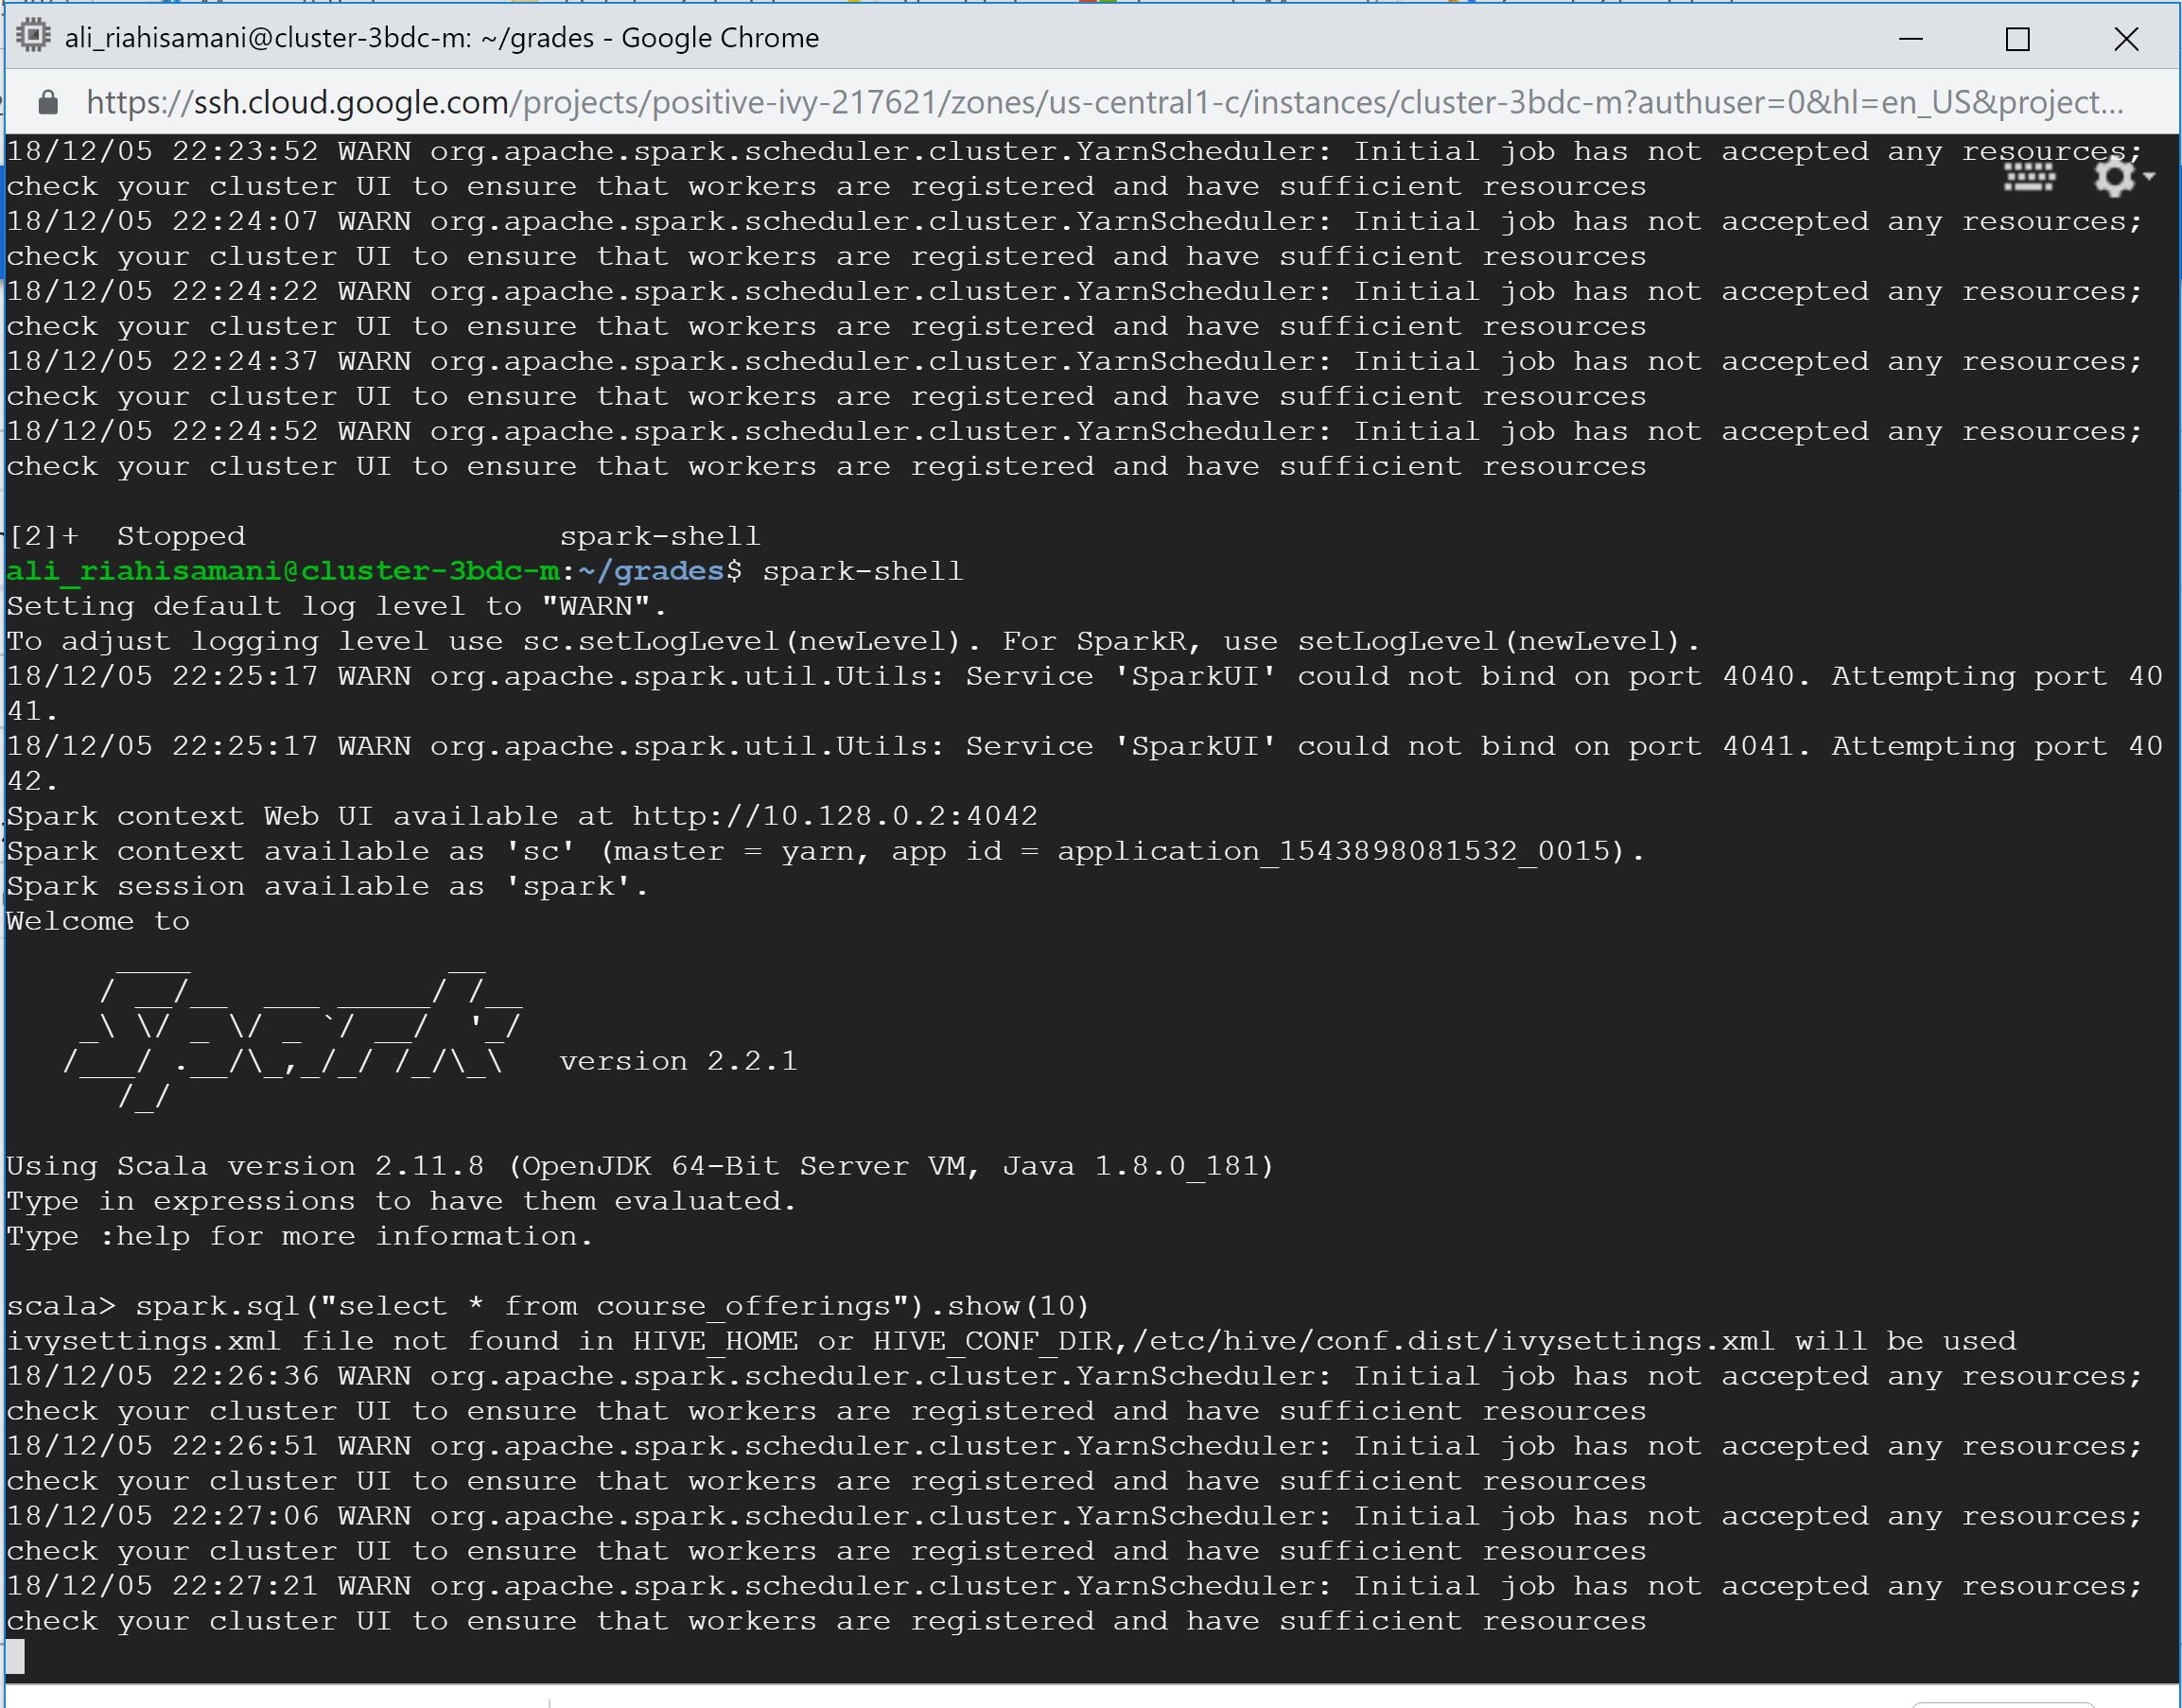 ali_riahisamani@cluster-3bdc-m: ~/grades - Google Chrome
https://ssh.cloud.google.com/projects/positive-ivy-217621/zones/us-central1-c/instances/cluster-3bdc-m?authuser=0&hl=en_US&project...
18/12/05 22:23:52 WARN org.apache.spark.scheduler.cluster.YarnScheduler: Initial job has not accepted any resources;
check your cluster UI to ensure that workers are registered and have sufficient resources
18/12/05 22:24:07 WARN org.apache.spark.scheduler.cluster.YarnScheduler: Initial job has not accepted any resources;
check your cluster UI to ensure that workers are registered and have sufficient resources
18/12/05 22:24:22 WARN org.apache.spark.scheduler.cluster.YarnScheduler: Initial job has not accepted any resources;
check your cluster UI to ensure that workers are registered and have sufficient resources
18/12/05 22:24:37 WARN org.apache.spark.scheduler.cluster.YarnScheduler: Initial job has not accepted any resources;
check your cluster UI to ensure that workers are registered and have sufficient resources
18/12/05 22:24:52 WARN org.apache.spark.scheduler.cluster.YarnScheduler: Initial job has not accepted any resources;
check your cluster UI to ensure that workers are registered and have sufficient resources
[2]+  Stopped                 spark-shell
ali_riahisamani@cluster-3bdc-m:~/grades$ spark-shell
Setting default log level to "WARN".
To adjust logging level use sc.setLogLevel(newLevel). For SparkR, use setLogLevel(newLevel).
18/12/05 22:25:17 WARN org.apache.spark.util.Utils: Service 'SparkUI' could not bind on port 4040. Attempting port 40
41.
18/12/05 22:25:17 WARN org.apache.spark.util.Utils: Service 'SparkUI' could not bind on port 4041. Attempting port 40
42.
Spark context Web UI available at http://10.128.0.2:4042
Spark context available as 'sc' (master = yarn, app id = application_1543898081532_0015).
Spark session available as 'spark'.
Welcome to
      ____              __
     / __/__  ___ _____/ /__
    _\ \/ _ \/ _ `/ __/  '_/
   /___/ .__/\_,_/_/ /_/\_\   version 2.2.1
      /_/
Using Scala version 2.11.8 (OpenJDK 64-Bit Server VM, Java 1.8.0_181)
Type in expressions to have them evaluated.
Type :help for more information.
scala> spark.sql("select * from course_offerings").show(10)
ivysettings.xml file not found in HIVE_HOME or HIVE_CONF_DIR,/etc/hive/conf.dist/ivysettings.xml will be used
18/12/05 22:26:36 WARN org.apache.spark.scheduler.cluster.YarnScheduler: Initial job has not accepted any resources;
check your cluster UI to ensure that workers are registered and have sufficient resources
18/12/05 22:26:51 WARN org.apache.spark.scheduler.cluster.YarnScheduler: Initial job has not accepted any resources;
check your cluster UI to ensure that workers are registered and have sufficient resources
18/12/05 22:27:06 WARN org.apache.spark.scheduler.cluster.YarnScheduler: Initial job has not accepted any resources;
check your cluster UI to ensure that workers are registered and have sufficient resources
18/12/05 22:27:21 WARN org.apache.spark.scheduler.cluster.YarnScheduler: Initial job has not accepted any resources;
check your cluster UI to ensure that workers are registered and have sufficient resources